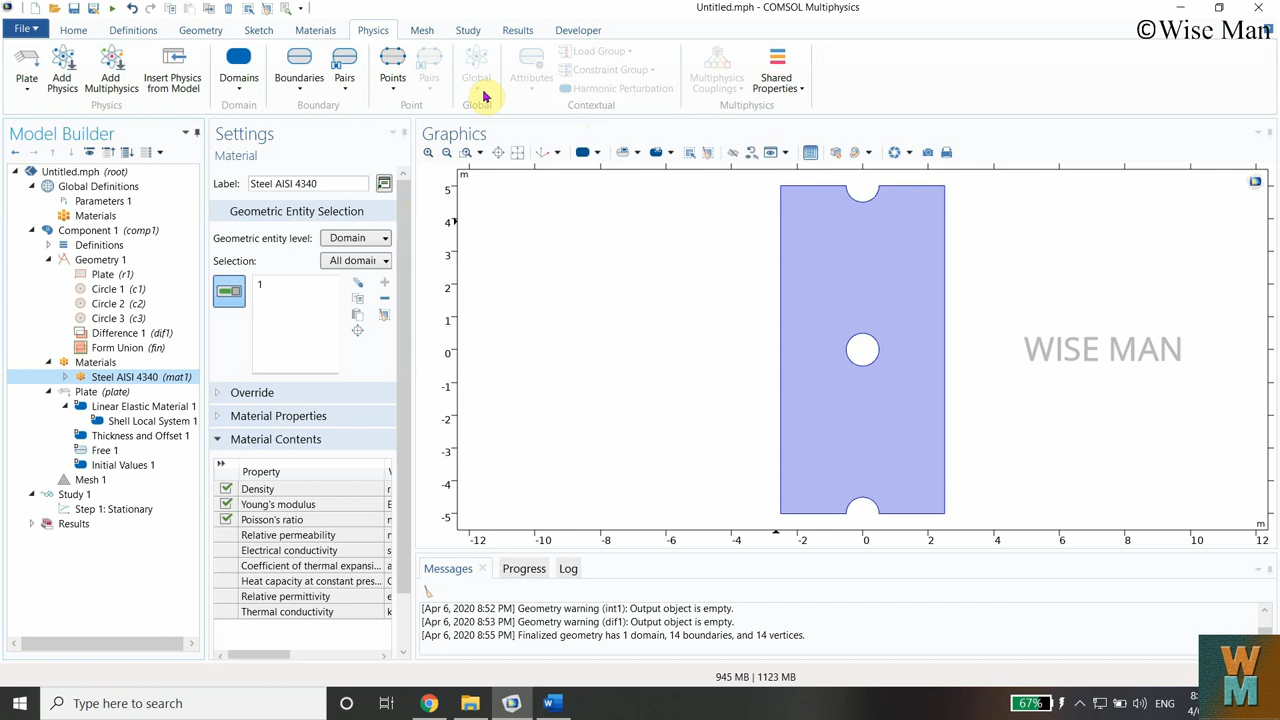 Untitled.mph - COMSOL Multiphysics
©Wise Man
File Home Definitions Geometry Sketch Materials Physics Mesh Study Results Developer
Plate
Add Physics
Add Multiphysics
Insert Physics from Model
Physics
Domains
Domain
Boundaries
Pairs
Boundary
Points
Pairs
Point
Global
Global
Attributes
Load Group
Constraint Group
Harmonic Perturbation
Contextual
Multiphysics Couplings
Shared Properties
Multiphysics
Model Builder
Untitled.mph (root)
Global Definitions
Parameters 1
Materials
Component 1 (comp1)
Definitions
Geometry 1
Plate (r1)
Circle 1 (c1)
Circle 2 (c2)
Circle 3 (c3)
Difference 1 (dif1)
Form Union (fin)
Materials
Steel AISI 4340 (mat1)
Plate (plate)
Linear Elastic Material 1
Shell Local System 1
Thickness and Offset 1
Free 1
Initial Values 1
Mesh 1
Study 1
Step 1: Stationary
Results
Settings
Material
Label: Steel AISI 4340
Geometric Entity Selection
Geometric entity level: Domain
Selection: All domai
1
Override
Material Properties
Material Contents
Property V
Density r
Young's modulus E
Poisson's ratio n
Relative permeability n
Electrical conductivity s
Coefficient of thermal expansi... a
Heat capacity at constant pres... C
Relative permittivity e
Thermal conductivity k
Graphics
m
5
4
3
2
1
0
-1
-2
-3
-4
-5
-12 -10 -8 -6 -4 -2 0 2 4 6 8 10 12
m
WISE MAN
Messages Progress Log
[Apr 6, 2020 8:52 PM] Geometry warning (int1): Output object is empty.
[Apr 6, 2020 8:53 PM] Geometry warning (dif1): Output object is empty.
[Apr 6, 2020 8:55 PM] Finalized geometry has 1 domain, 14 boundaries, and 14 vertices.
945 MB | 1123 MB
Type here to search
67%
ENG
8:
4/
WM